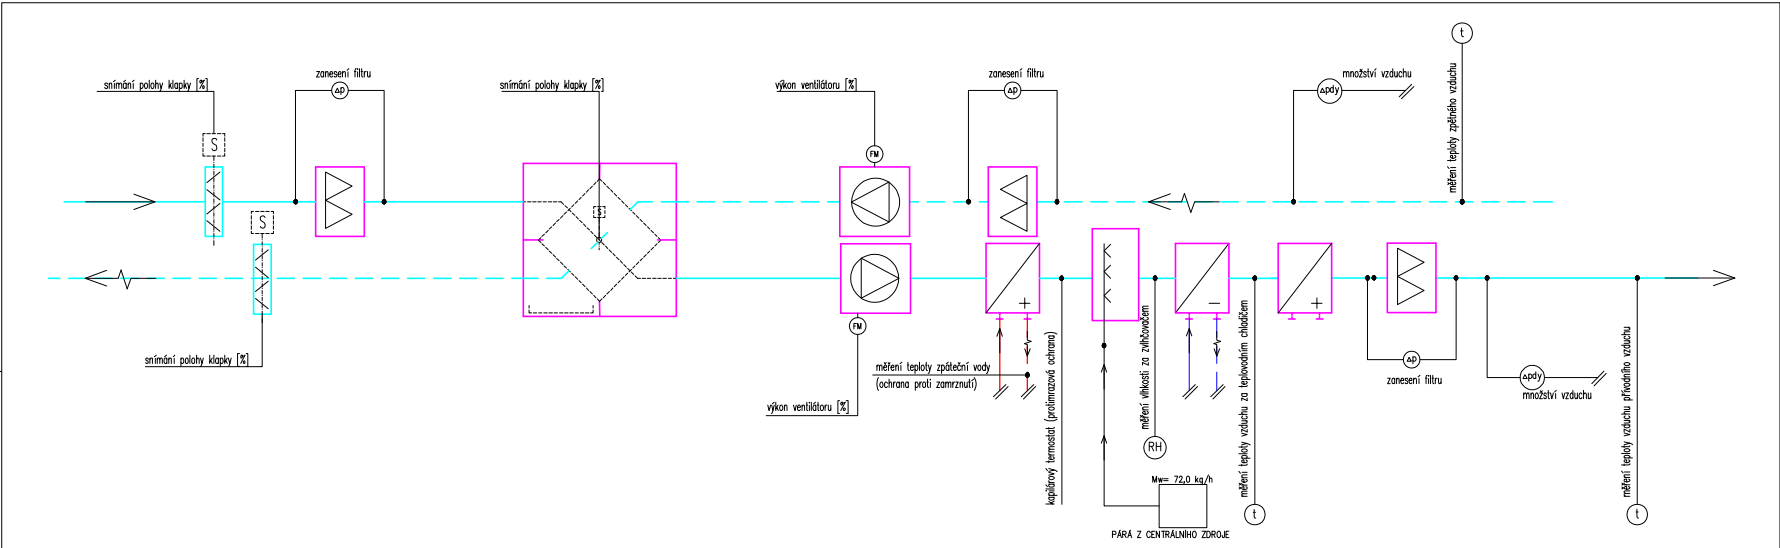 t
snímání polohy klapky [%]
zanesení filtru
Δp
snímání polohy klapky [%]
výkon ventilátoru [%]
zanesení filtru
Δp
množství vzduchu
Δpdy
měření teploty zpětného vzduchu
S
FM
S
S
+
−
+
snímání polohy klapky [%]
FM
měření teploty zpáteční vody
(ochrana proti zamrznutí)
výkon ventilátoru [%]
kapilárový termostat (protimrazová ochrana)
měření vlhkosti za zvlhčovačem
RH
měření teploty vzduchu za teplovodním chladičem
t
Δp
zanesení filtru
Δpdy
množství vzduchu
měření teploty vzduchu přívodního vzduchu
t
Mw= 72,0 kg/h
PÁRA Z CENTRÁLNÍHO ZDROJE